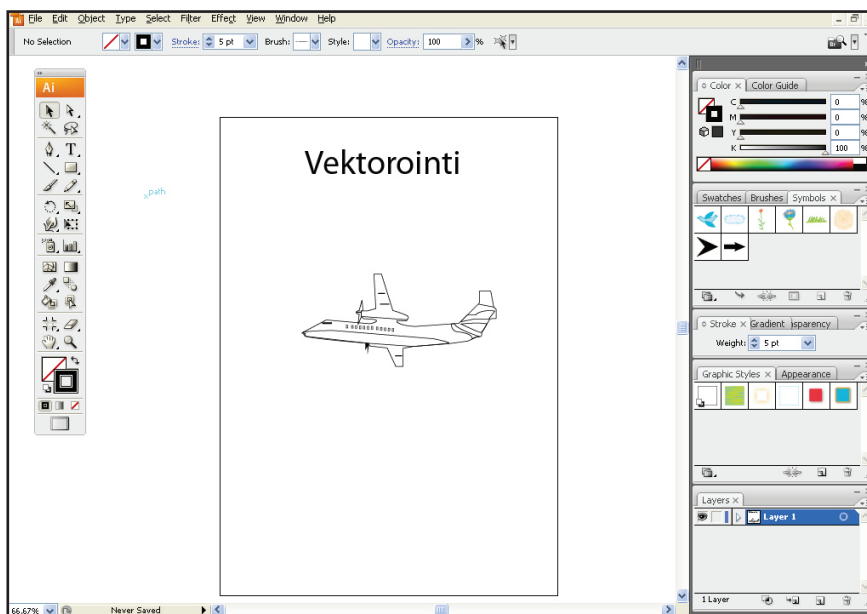 Ai File Edit Object Type Select Filter Effect View Window Help
No Selection Stroke: 5 pt Brush: Style: Opacity: 100 %
Ai
T
path
Vektorointi
Color × Color Guide
C 0 %
M 0 %
Y 0 %
K 100 %
Swatches Brushes Symbols ×
Stroke × Gradient
Weight: 5 pt
Graphic Styles × Appearance
Layers ×
Layer 1
1 Layer
66.67% Never Saved